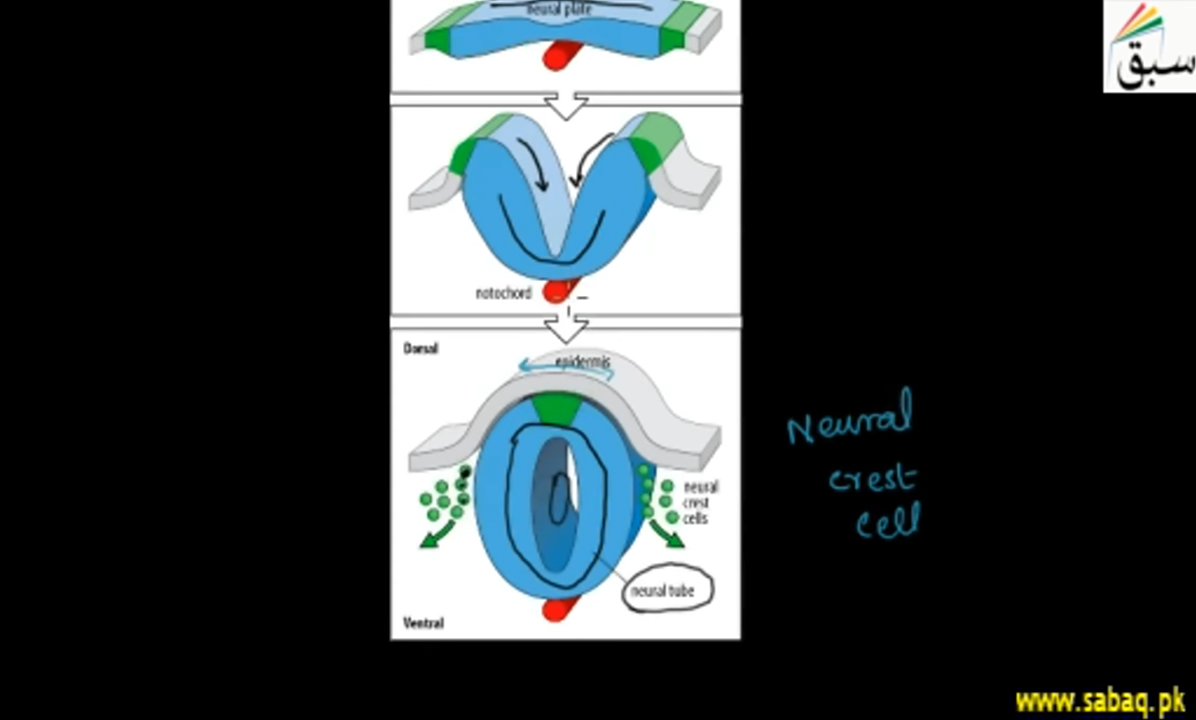 neural plate
سبق
notochord
Dorsal
epidermis
Neural
crest
cell
neural
crest
cells
neural tube
Ventral
www.sabaq.pk